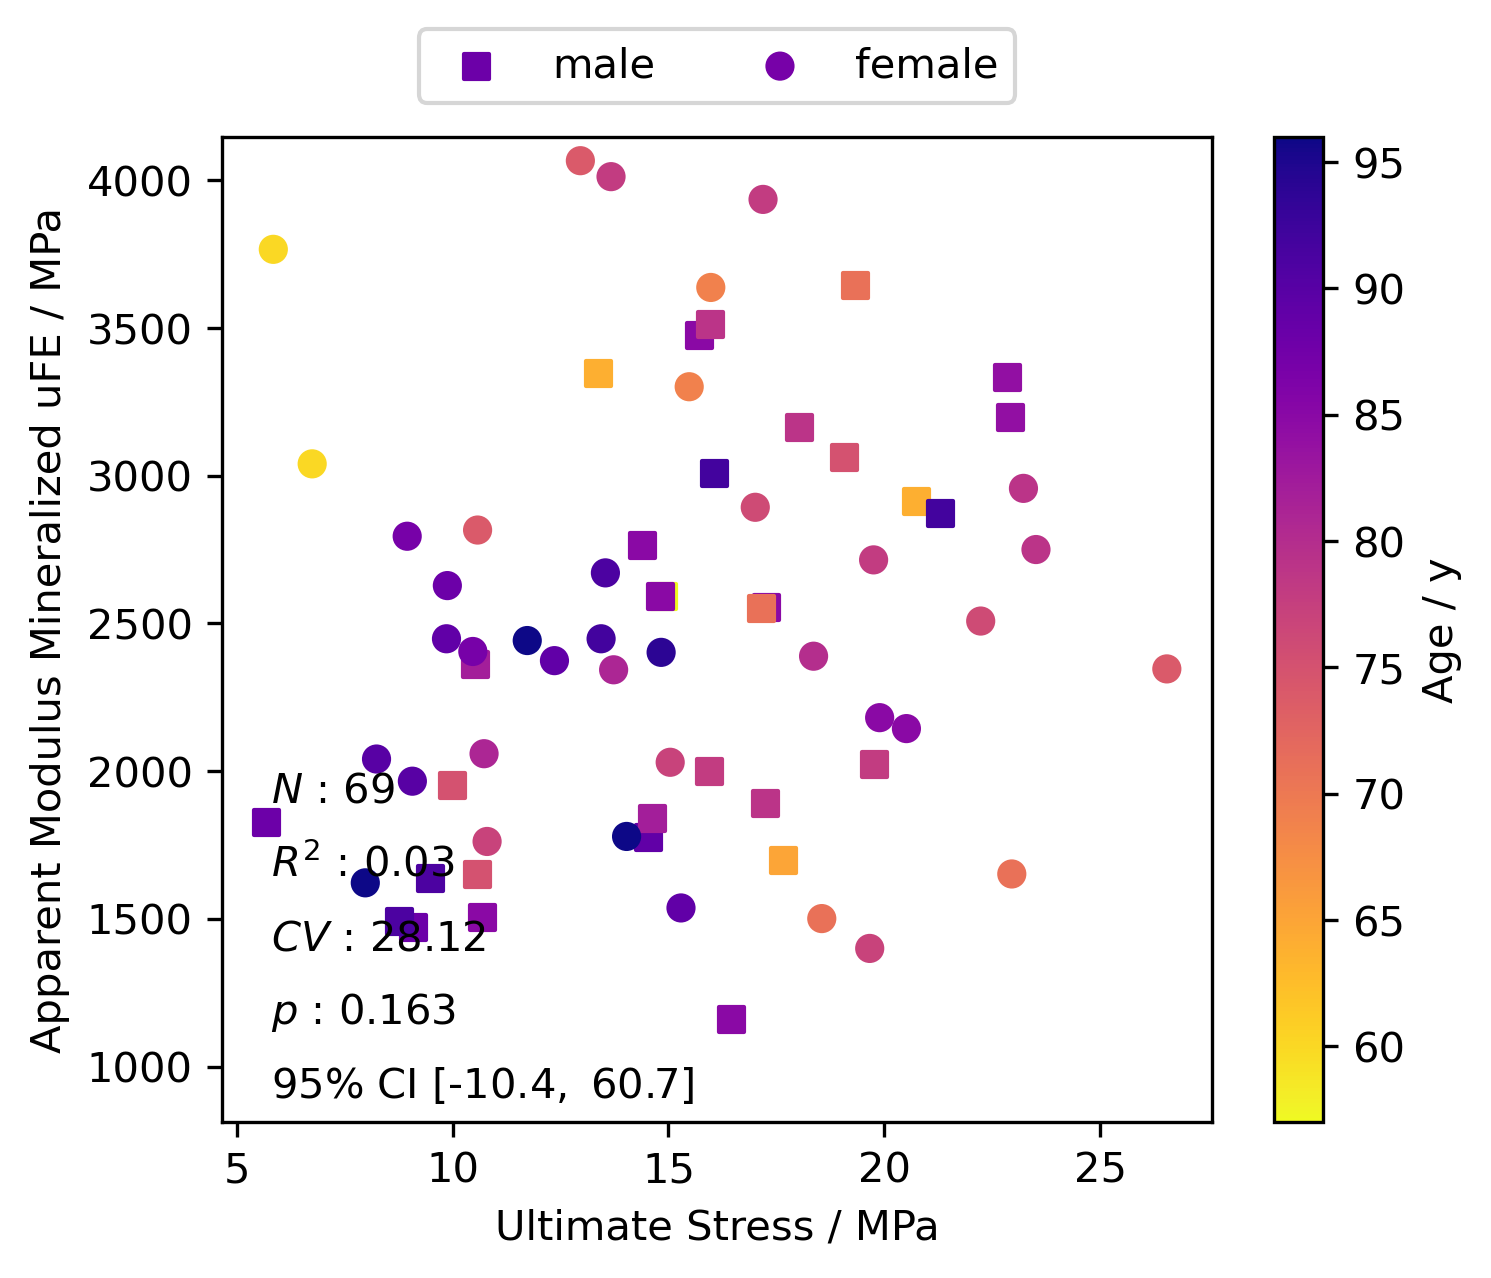 male female
4000
3500
3000
2500
2000
1500
1000
Apparent Modulus Mineralized uFE / MPa
N : 69
R² : 0.03
CV : 28.12
p : 0.163
95% CI [-10.4, 60.7]
5 10 15 20 25
Ultimate Stress / MPa
95
90
85
80
75
70
65
60
Age / y